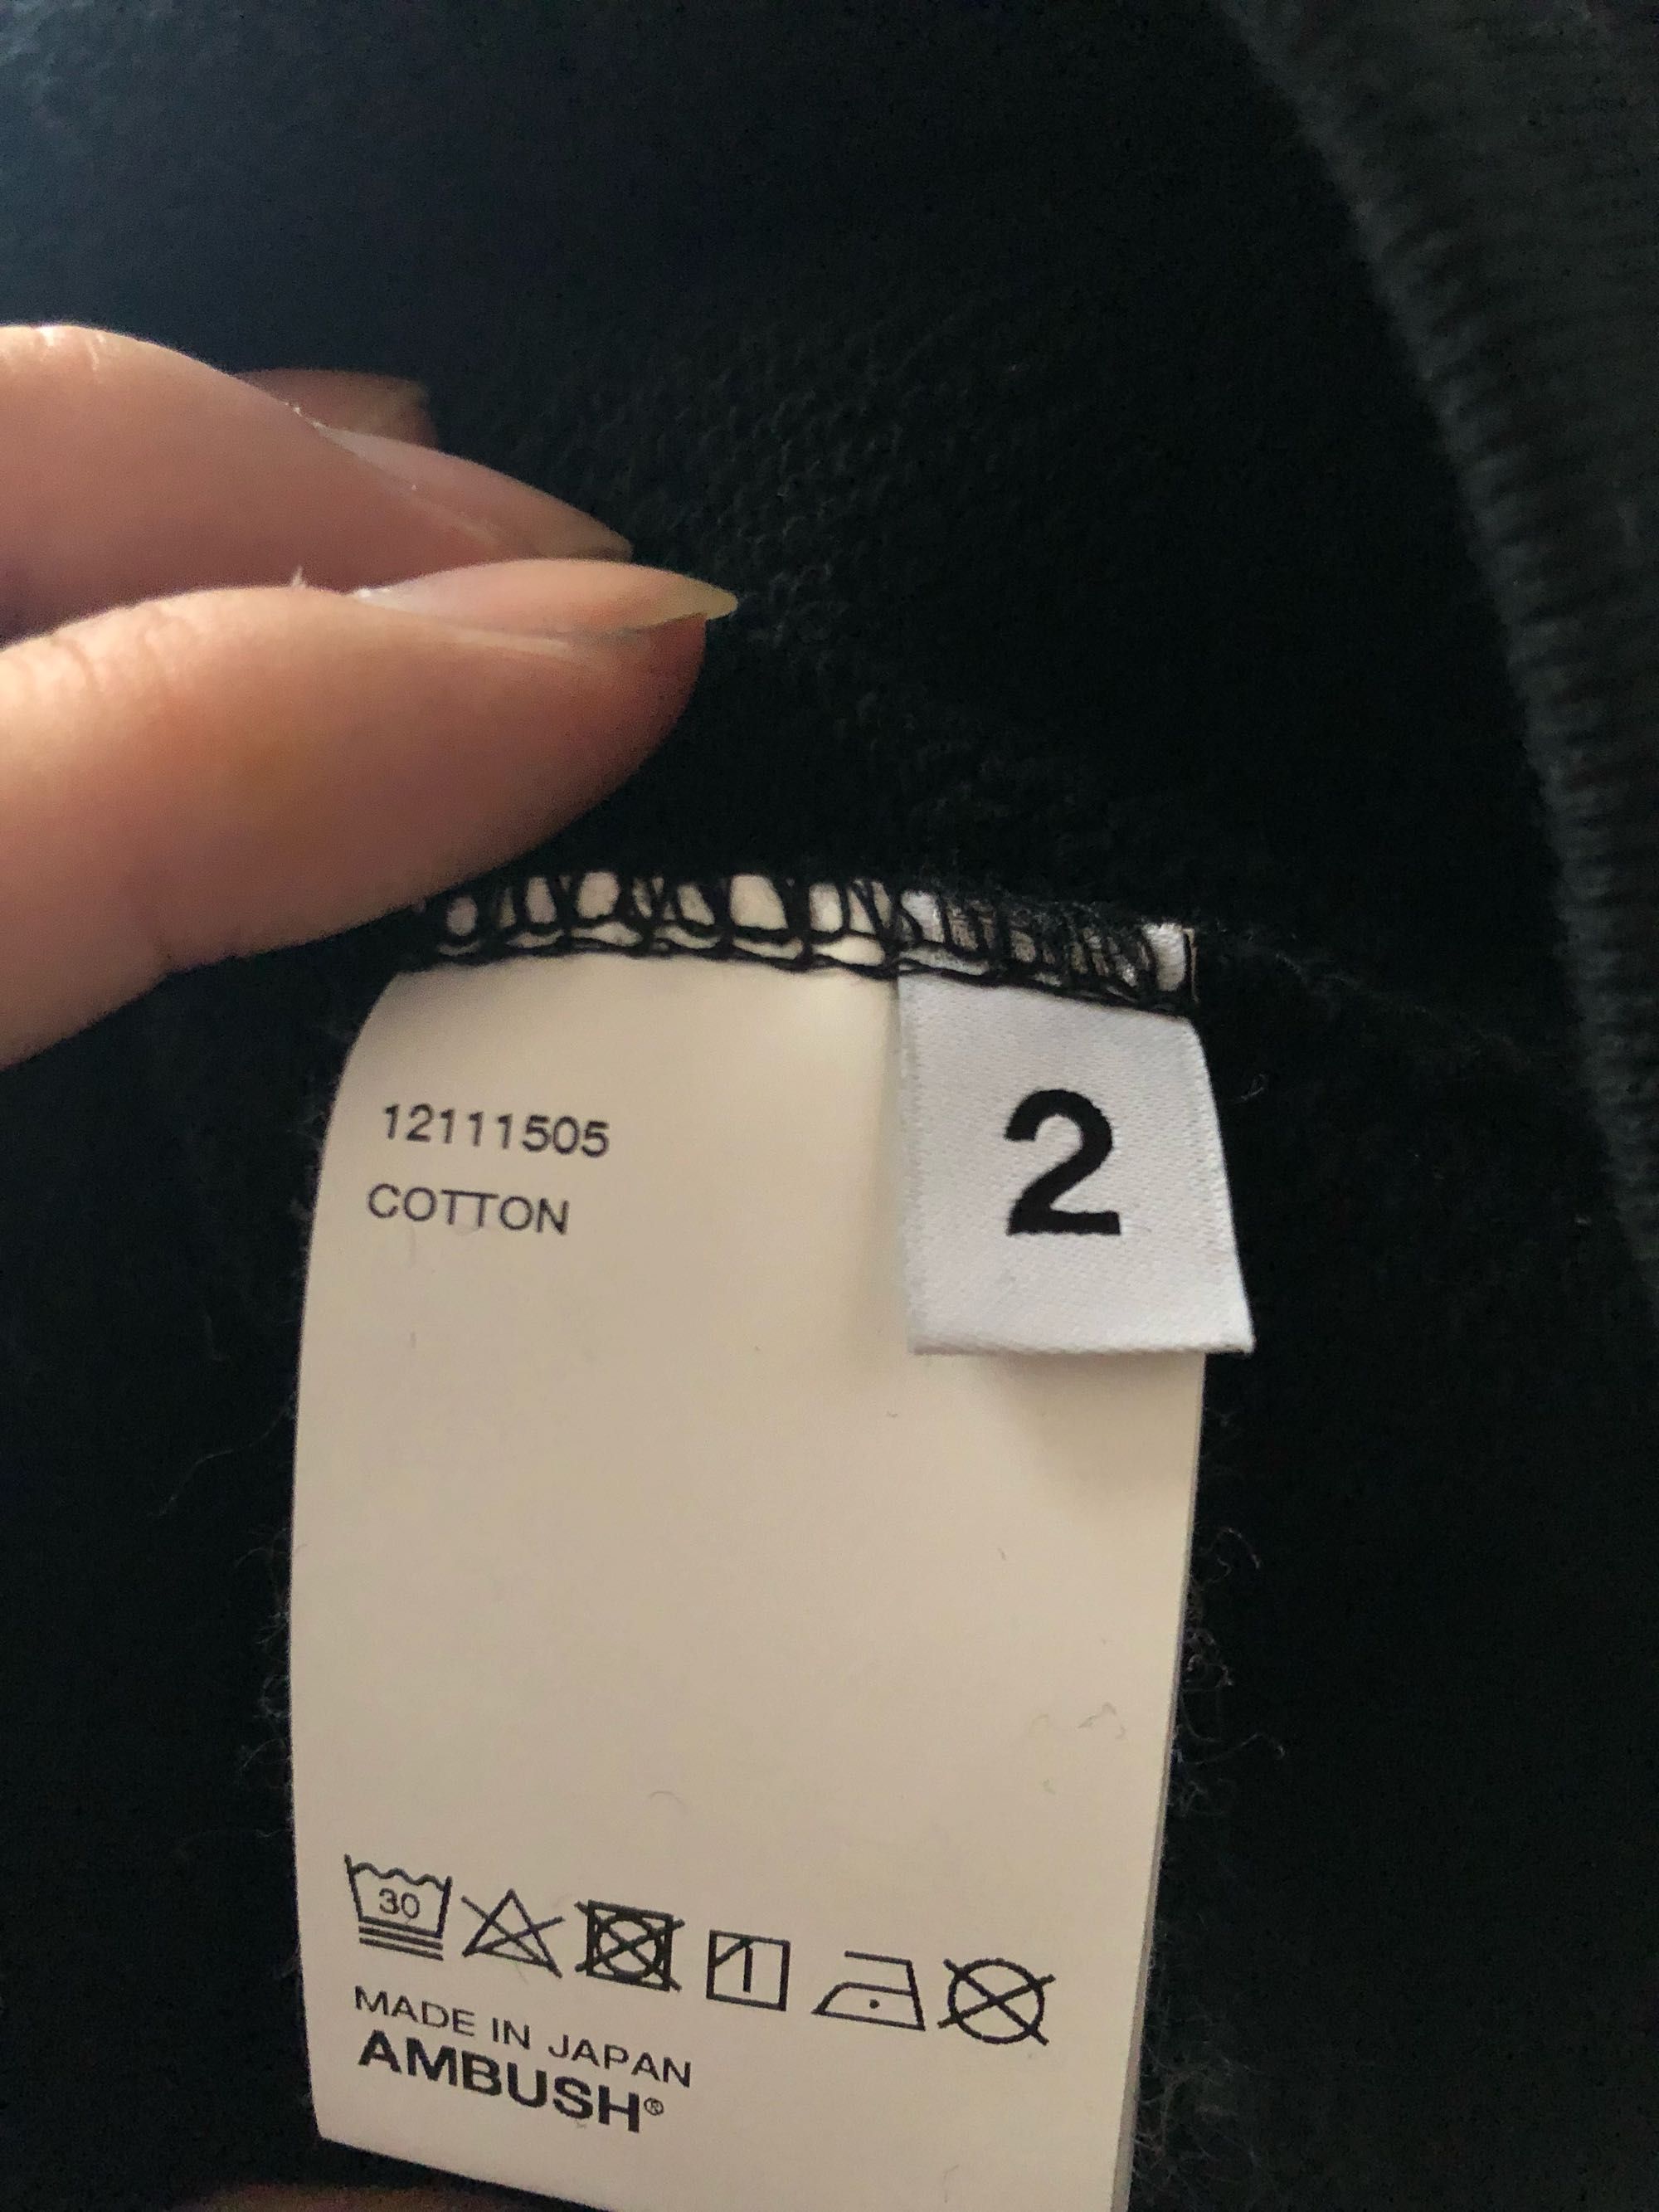 12111505
COTTON
2
30
MADE IN JAPAN
AMBUSH®